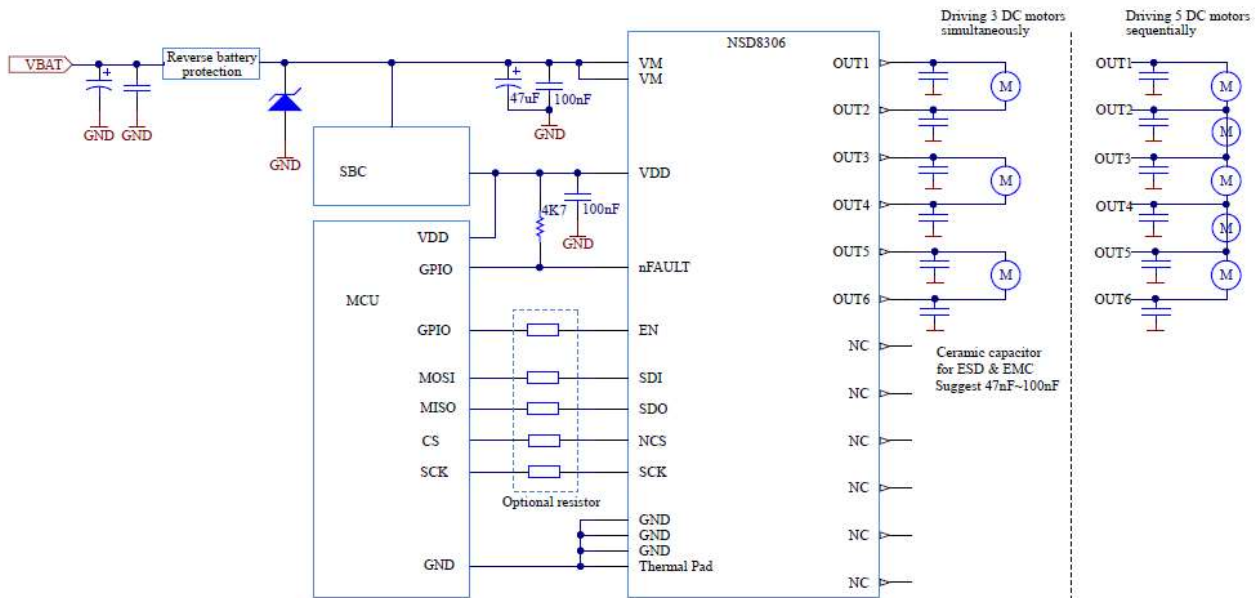 Driving 3 DC motors
simultaneously
Driving 5 DC motors
sequentially
NSD8306
VBAT
Reverse battery
protection
GND
GND
GND
47uF
100nF
GND
VM
VM
SBC
VDD
4K7
100nF
GND
VDD
GPIO
nFAULT
MCU
GPIO
EN
MOSI
SDI
MISO
SDO
CS
NCS
SCK
SCK
Optional resistor
GND
GND
GND
GND
Thermal Pad
OUT1
OUT2
OUT3
OUT4
OUT5
OUT6
NC
NC
NC
NC
NC
NC
M
M
M
Ceramic capacitor
for ESD & EMC
Suggest 47nF~100nF
OUT1
M
OUT2
M
OUT3
M
OUT4
M
OUT5
M
OUT6